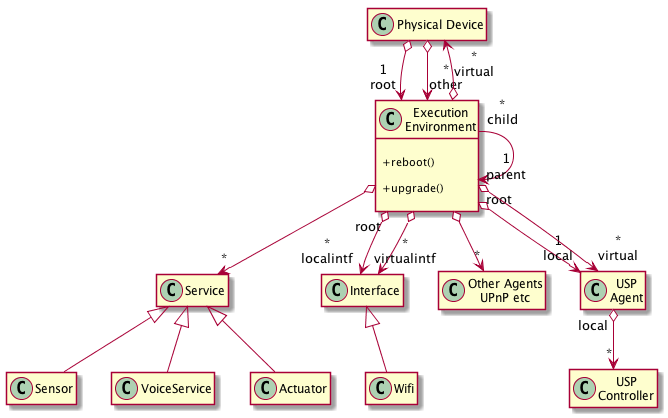 C Physical Device
1
root
*
other
*
virtual
C Execution
Environment
+reboot()
+upgrade()
*
child
1
parent
root
root
*
*
localintf
*
virtualintf
*
1
local
*
virtual
C Service
C Interface
C Other Agents
UPnP etc
C USP
Agent
local
*
C Sensor
C VoiceService
C Actuator
C Wifi
C USP
Controller